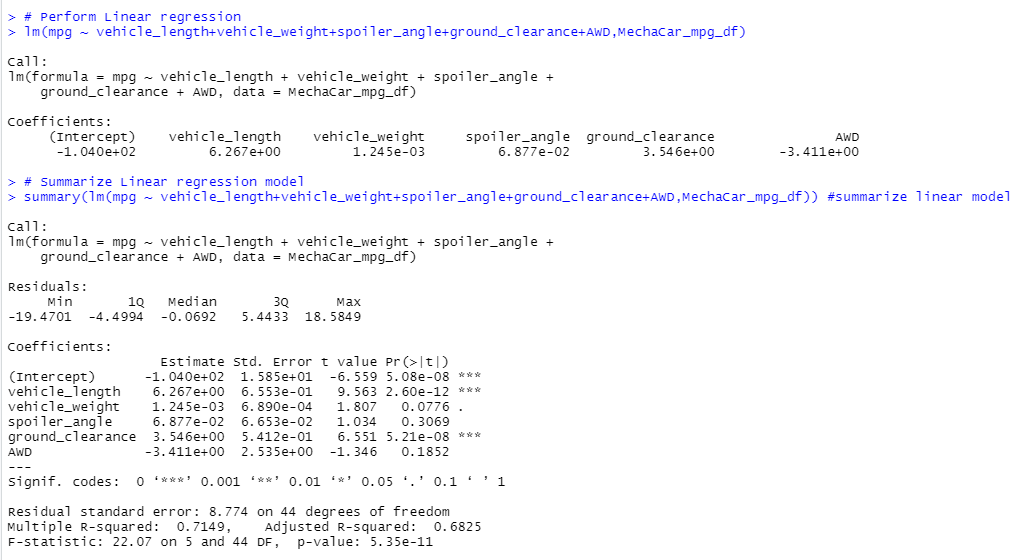 > # Perform Linear regression
> lm(mpg ~ vehicle_length+vehicle_weight+spoiler_angle+ground_clearance+AWD,MechaCar_mpg_df)
Call:
lm(formula = mpg ~ vehicle_length + vehicle_weight + spoiler_angle +
    ground_clearance + AWD, data = MechaCar_mpg_df)
Coefficients:
     (Intercept)    vehicle_length    vehicle_weight     spoiler_angle  ground_clearance               AWD
      -1.040e+02         6.267e+00         1.245e-03         6.877e-02         3.546e+00        -3.411e+00
> # Summarize Linear regression model
> summary(lm(mpg ~ vehicle_length+vehicle_weight+spoiler_angle+ground_clearance+AWD,MechaCar_mpg_df)) #summarize linear model
Call:
lm(formula = mpg ~ vehicle_length + vehicle_weight + spoiler_angle +
    ground_clearance + AWD, data = MechaCar_mpg_df)
Residuals:
     Min       1Q   Median       3Q      Max
-19.4701  -4.4994  -0.0692   5.4433  18.5849
Coefficients:
                   Estimate Std. Error t value Pr(>|t|)
(Intercept)      -1.040e+02  1.585e+01  -6.559 5.08e-08 ***
vehicle_length    6.267e+00  6.553e-01   9.563 2.60e-12 ***
vehicle_weight    1.245e-03  6.890e-04   1.807   0.0776 .
spoiler_angle     6.877e-02  6.653e-02   1.034   0.3069
ground_clearance  3.546e+00  5.412e-01   6.551 5.21e-08 ***
AWD              -3.411e+00  2.535e+00  -1.346   0.1852
---
Signif. codes:  0 ‘***’ 0.001 ‘**’ 0.01 ‘*’ 0.05 ‘.’ 0.1 ‘ ’ 1
Residual standard error: 8.774 on 44 degrees of freedom
Multiple R-squared:  0.7149,    Adjusted R-squared:  0.6825
F-statistic: 22.07 on 5 and 44 DF,  p-value: 5.35e-11